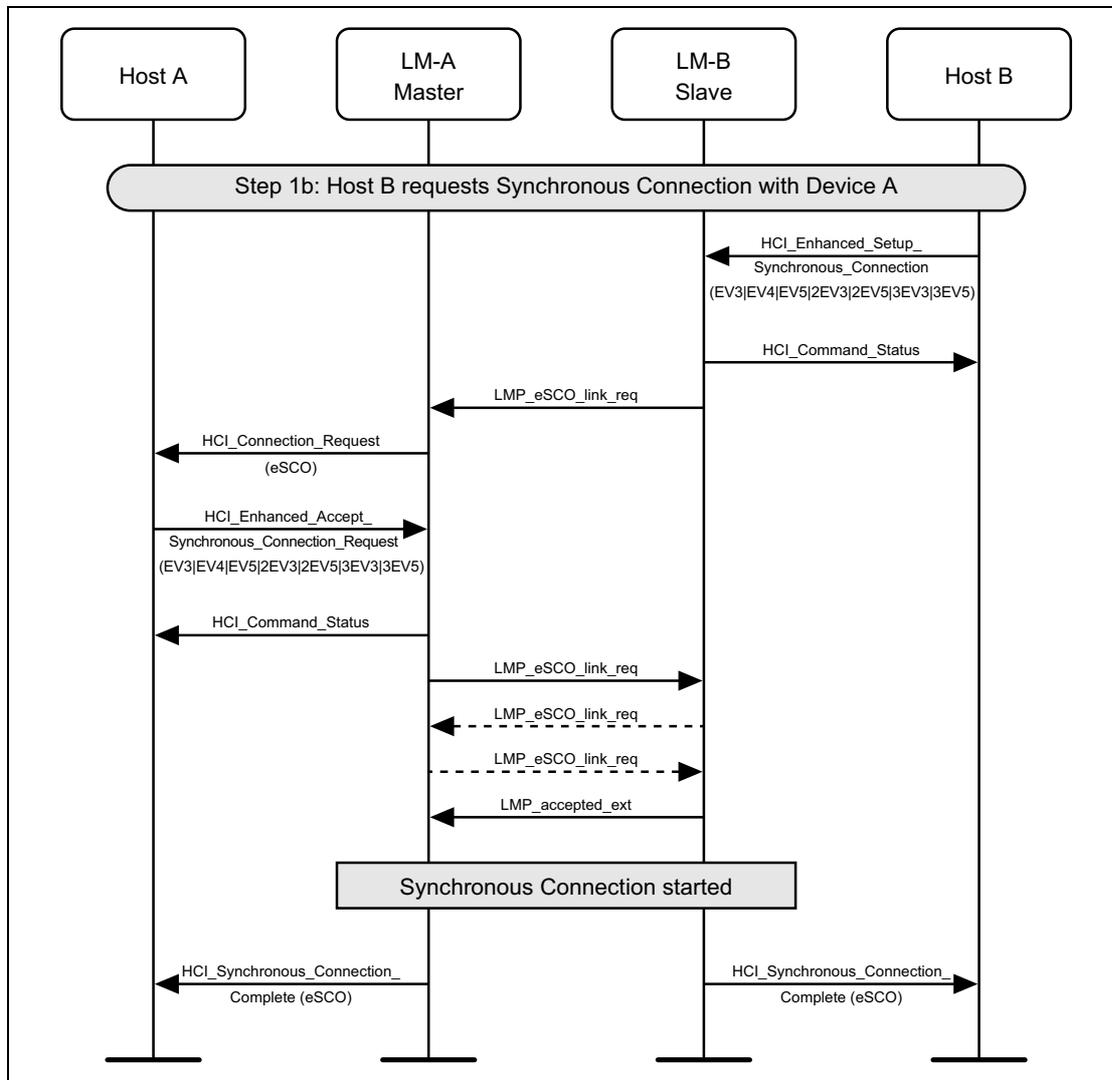 Host A
LM-A
Master
LM-B
Slave
Host B
Step 1b: Host B requests Synchronous Connection with Device A
HCI_Enhanced_Setup_
Synchronous_Connection
(EV3|EV4|EV5|2EV3|2EV5|3EV3|3EV5)
HCI_Command_Status
LMP_eSCO_link_req
HCI_Connection_Request
(eSCO)
HCI_Enhanced_Accept_
Synchronous_Connection_Request
(EV3|EV4|EV5|2EV3|2EV5|3EV3|3EV5)
HCI_Command_Status
LMP_eSCO_link_req
LMP_eSCO_link_req
LMP_eSCO_link_req
LMP_accepted_ext
Synchronous Connection started
HCI_Synchronous_Connection_
Complete (eSCO)
HCI_Synchronous_Connection_
Complete (eSCO)